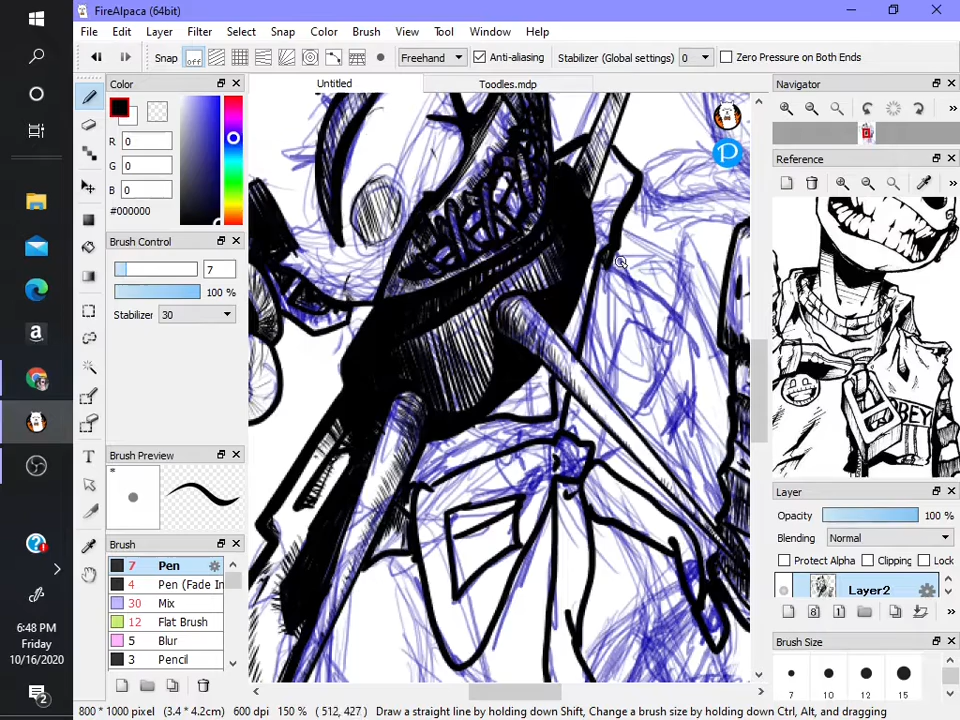 FireAlpaca (64bit)
File Edit Layer Filter Select Snap Color Brush View Tool Window Help
Snap off Freehand Anti-aliasing Stabilizer (Global settings) 0 Zero Pressure on Both Ends
Color
R 0
G 0
B 0
#000000
Brush Control
7
100 %
Stabilizer 30
Brush Preview
*
Brush
7 Pen
4 Pen (Fade In
30 Mix
12 Flat Brush
5 Blur
3 Pencil
Untitled Toodles.mdp
P
Navigator
Reference
OBEY
Layer
Opacity 100 %
Blending Normal
Protect Alpha Clipping Lock
Layer2
8 1
Brush Size
7 10 12 15
T
a
6:48 PM
Friday
10/16/2020
2
800 * 1000 pixel (3.4 * 4.2cm) 600 dpi 150 % ( 512, 427 ) Draw a straight line by holding down Shift, Change a brush size by holding down Ctrl, Alt, and dragging